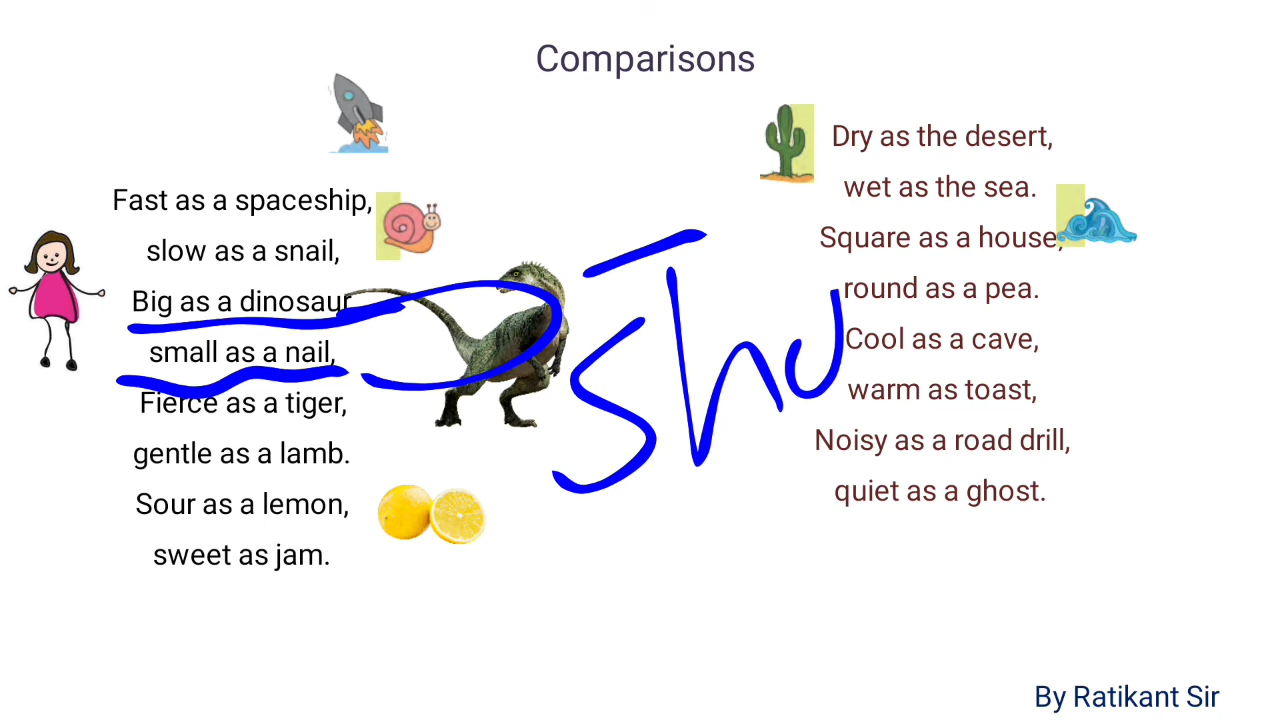 Comparisons
Fast as a spaceship,
slow as a snail,
Big as a dinosaur
small as a nail,
Fierce as a tiger,
gentle as a lamb.
Sour as a lemon,
sweet as jam.
Dry as the desert,
wet as the sea.
Square as a house,
round as a pea.
Cool as a cave,
warm as toast,
Noisy as a road drill,
quiet as a ghost.
By Ratikant Sir